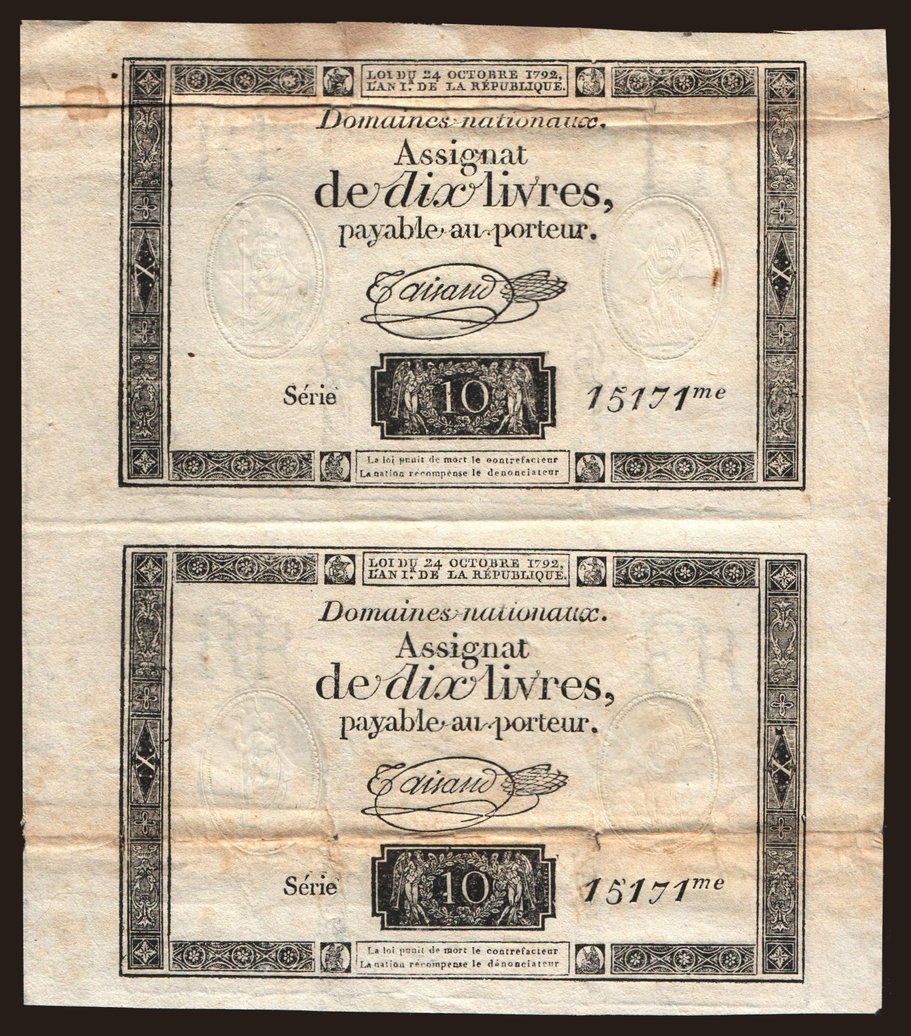 LOI DU 24 OCTOBRE 1792,
L'AN I.er DE LA RÉPUBLIQUE.
Domaines nationaux.
Assignat
de dix livres,
payable au porteur.
Taisaud
X
X
Série
10
15171me
La loi punit de mort le contrefacteur
La nation récompense le dénonciateur
LOI DU 24 OCTOBRE 1792,
L'AN I.er DE LA RÉPUBLIQUE.
Domaines nationaux.
Assignat
de dix livres,
payable au porteur.
Taisaud
X
X
Série
10
15171me
La loi punit de mort le contrefacteur
La nation récompense le dénonciateur